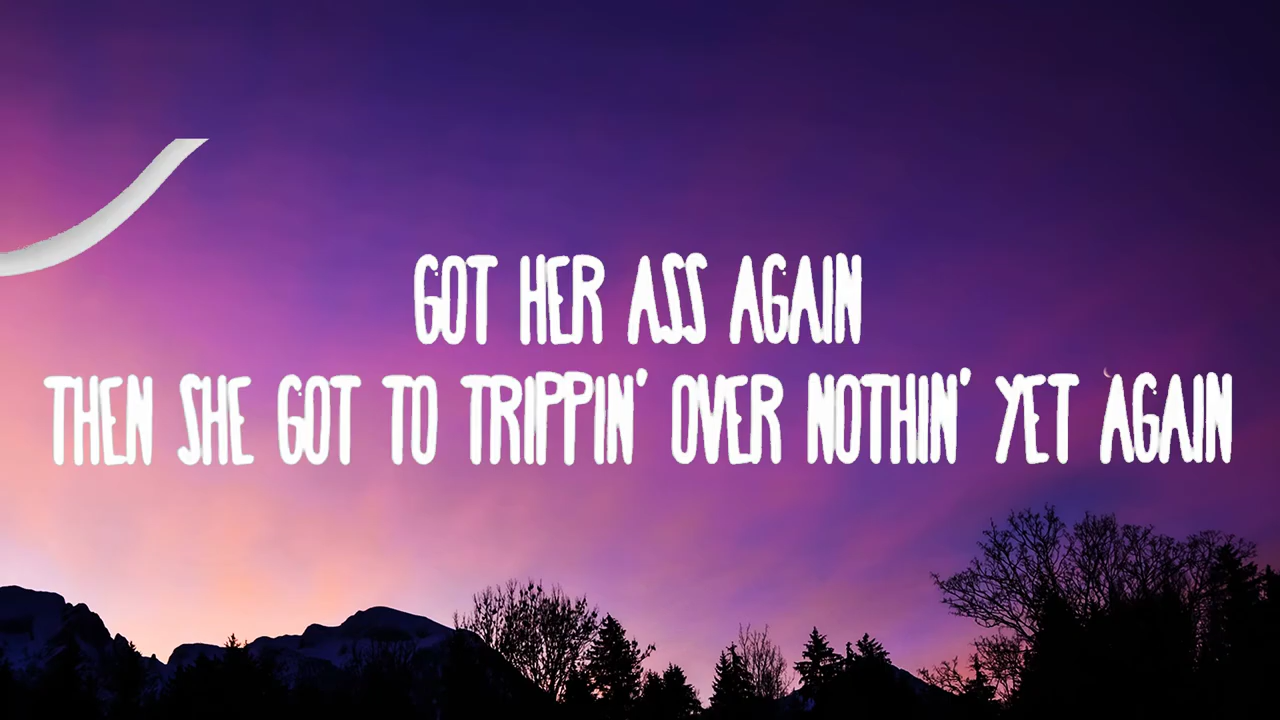 GOT HER ASS AGAIN
THEN SHE GOT TO TRIPPIN' OVER NOTHIN' YET AGAIN